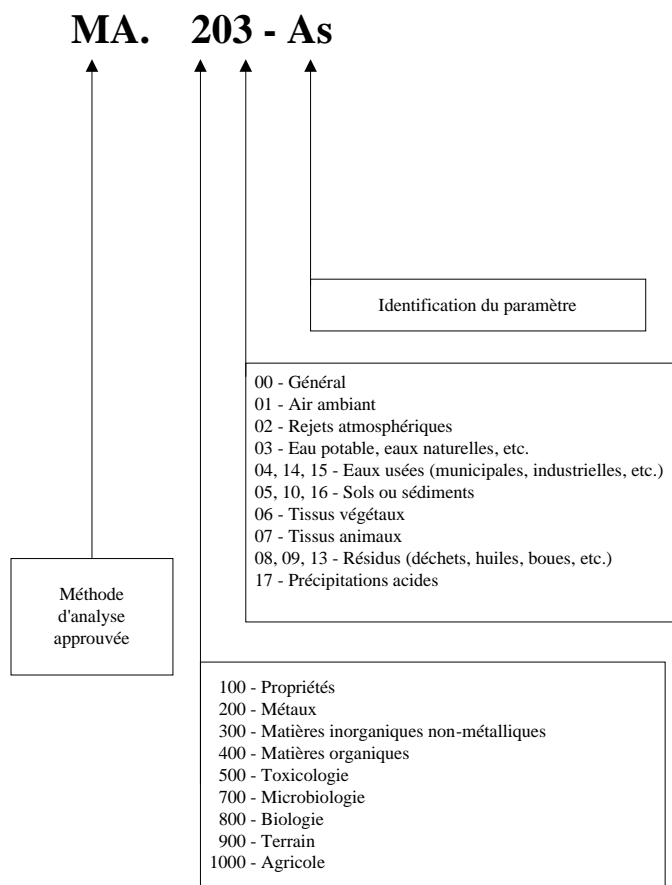 MA. 203 - As
Identification du paramètre
00 - Général
01 - Air ambiant
02 - Rejets atmosphériques
03 - Eau potable, eaux naturelles, etc.
04, 14, 15 - Eaux usées (municipales, industrielles, etc.)
05, 10, 16 - Sols ou sédiments
06 - Tissus végétaux
07 - Tissus animaux
08, 09, 13 - Résidus (déchets, huiles, boues, etc.)
17 - Précipitations acides
Méthode
d'analyse
approuvée
100 - Propriétés
200 - Métaux
300 - Matières inorganiques non-métalliques
400 - Matières organiques
500 - Toxicologie
700 - Microbiologie
800 - Biologie
900 - Terrain
1000 - Agricole